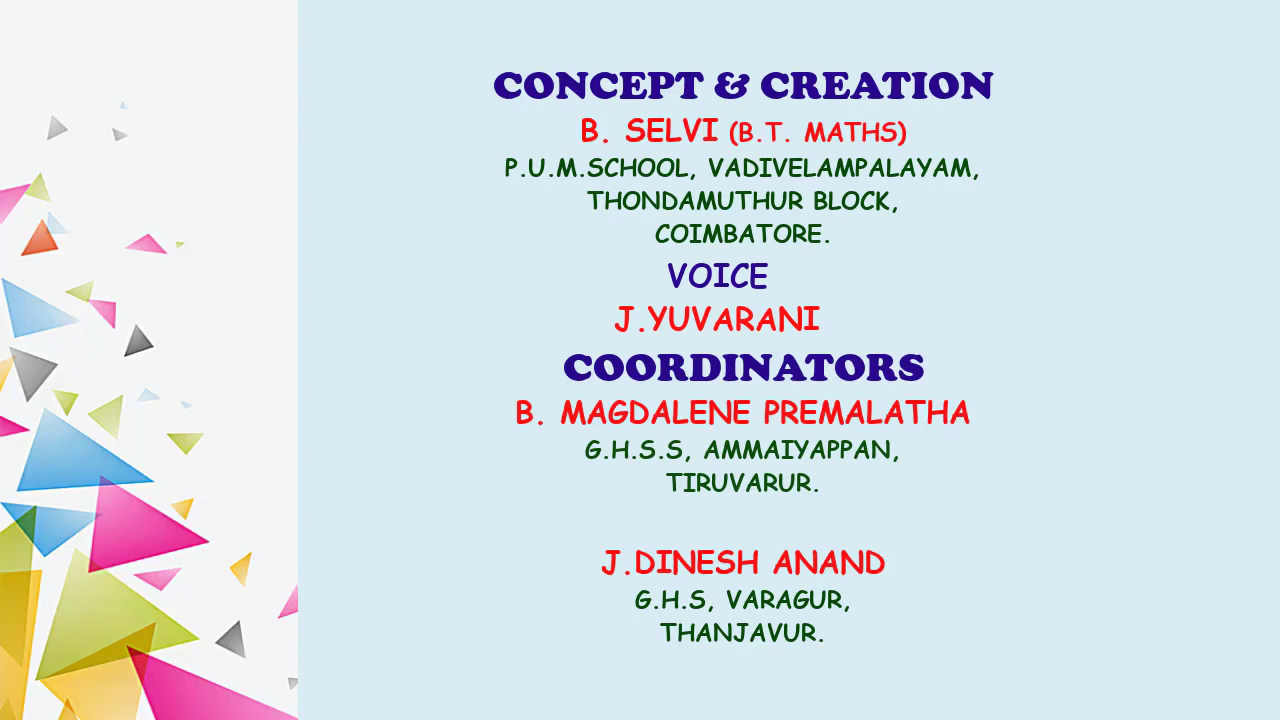 CONCEPT & CREATION
B. SELVI (B.T. MATHS)
P.U.M.SCHOOL, VADIVELAMPALAYAM,
THONDAMUTHUR BLOCK,
COIMBATORE.
VOICE
J.YUVARANI
COORDINATORS
B. MAGDALENE PREMALATHA
G.H.S.S, AMMAIYAPPAN,
TIRUVARUR.
J.DINESH ANAND
G.H.S, VARAGUR,
THANJAVUR.